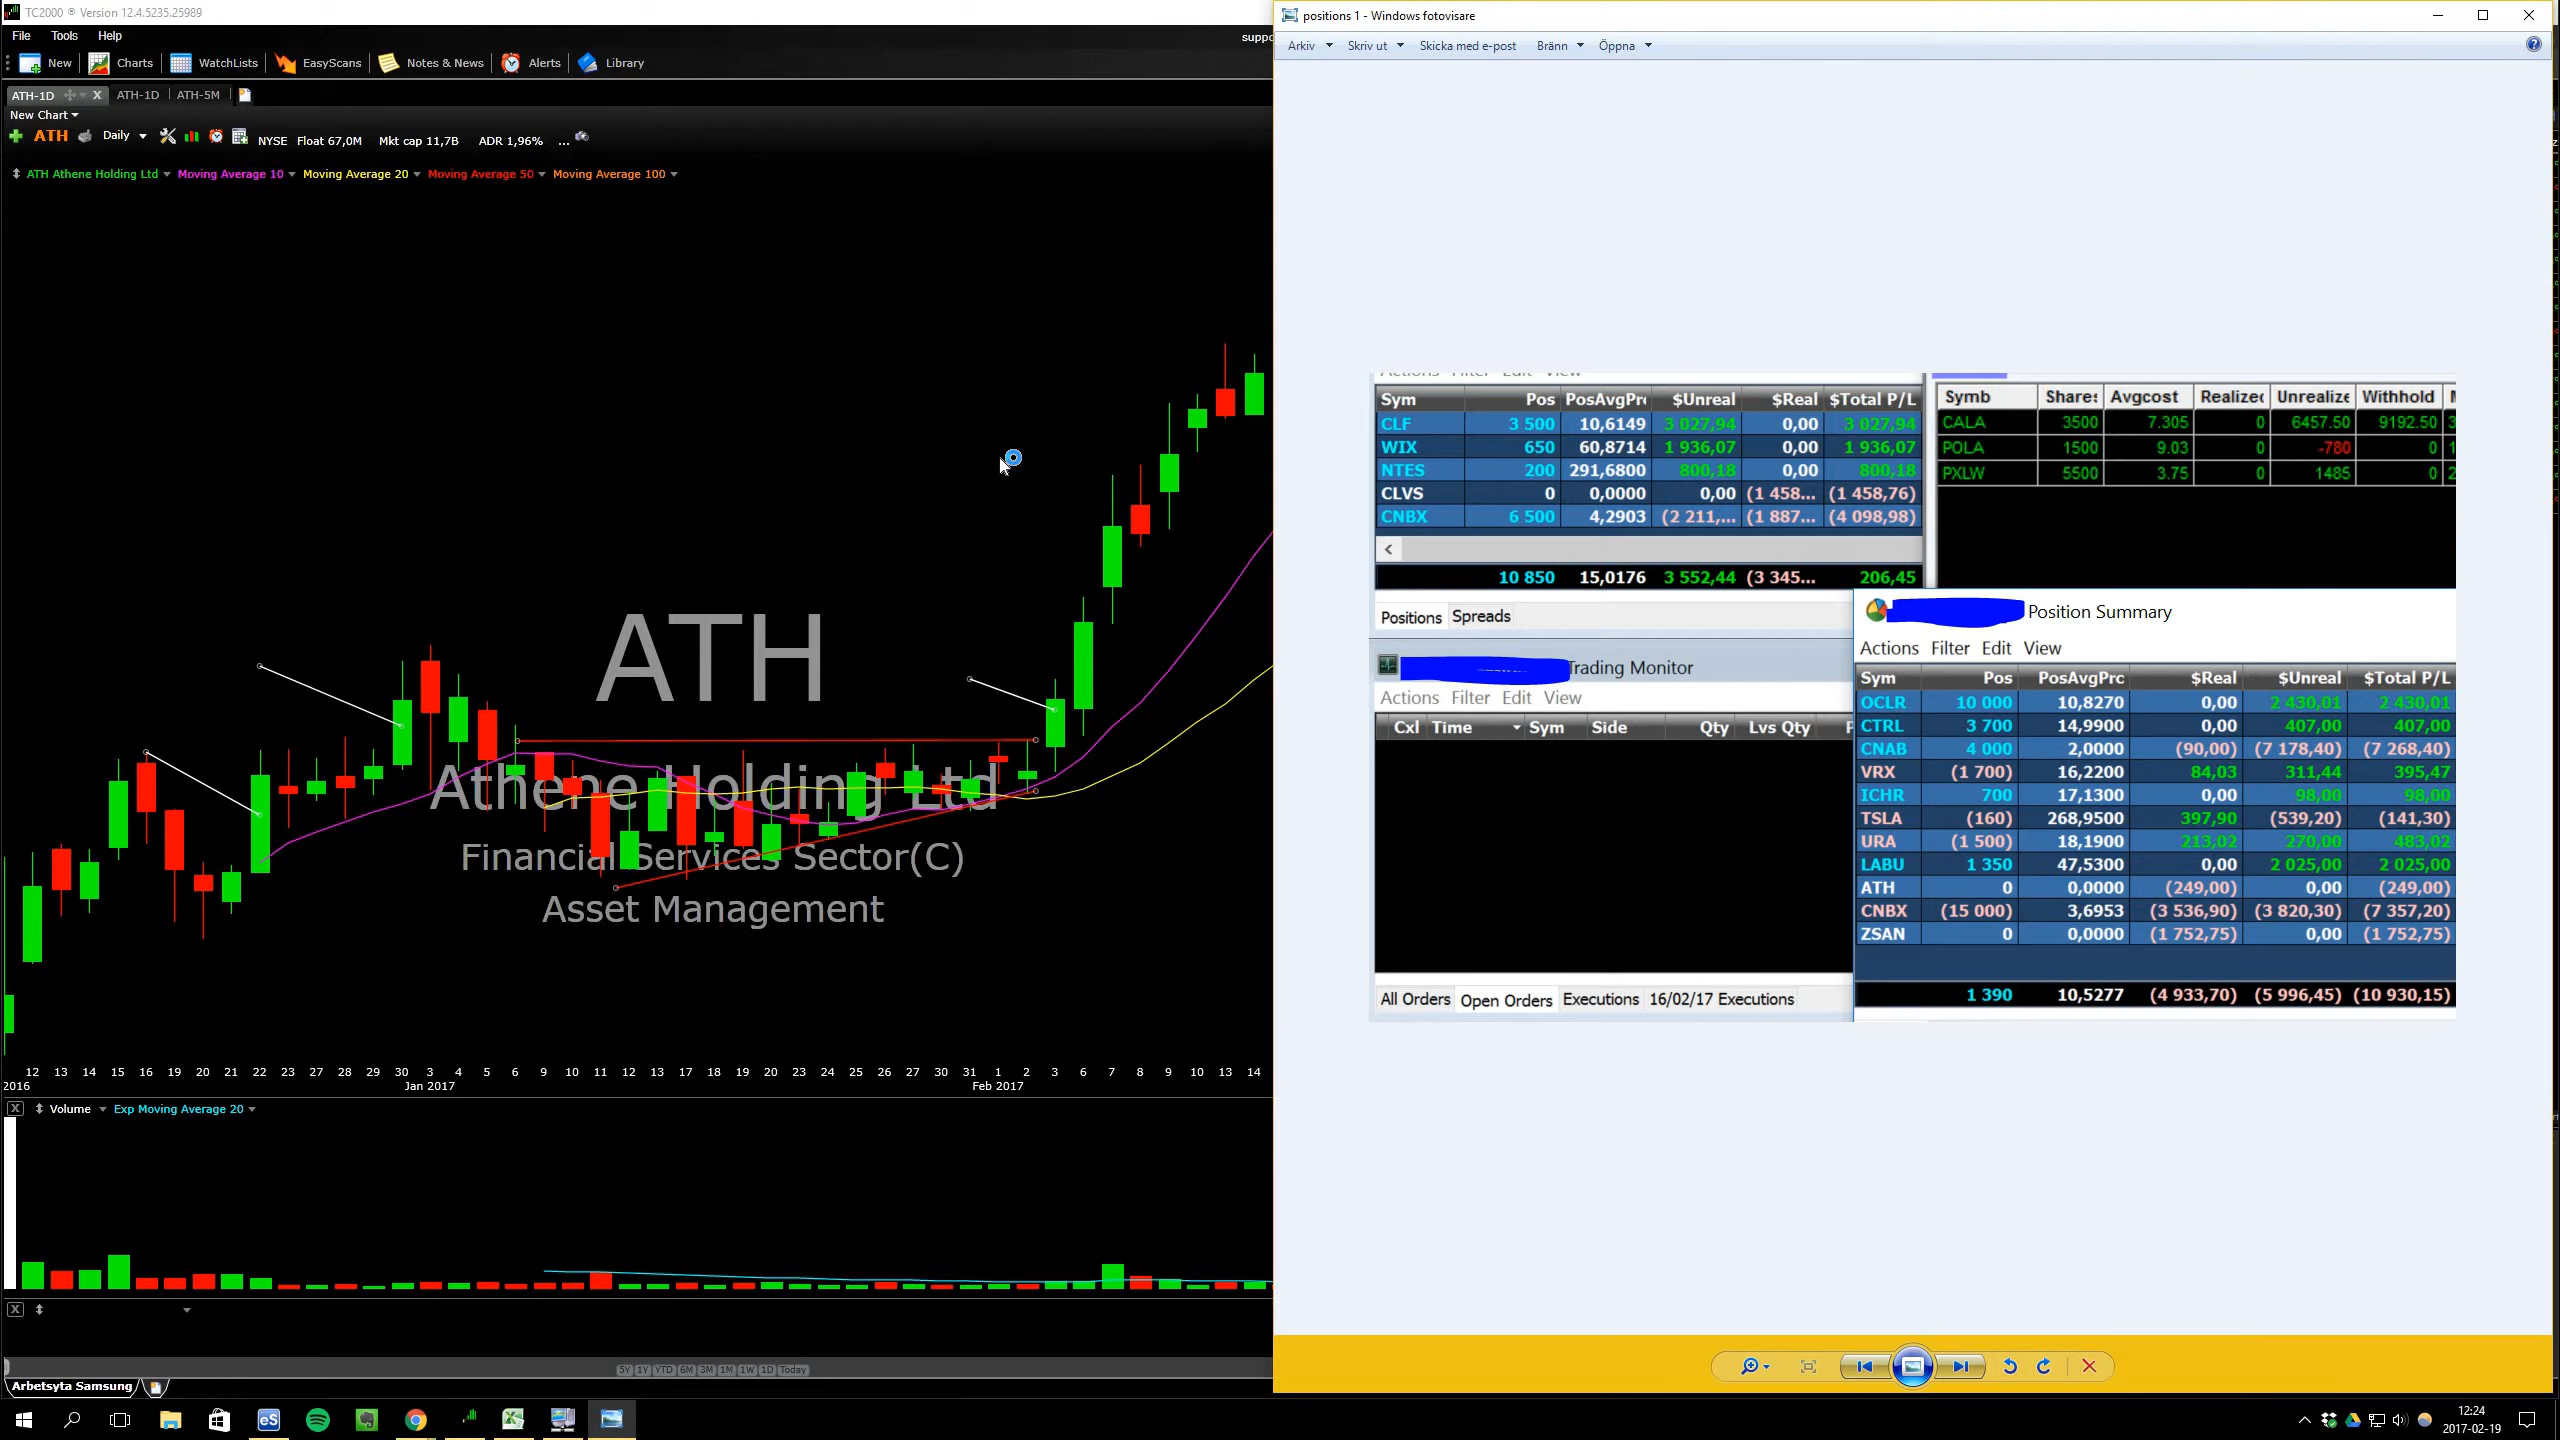 TC2000 ® Version 12.4.5235.25989
File Tools Help
New Charts WatchLists EasyScans Notes & News Alerts Library
ATH-1D X ATH-1D ATH-5M
New Chart
ATH Daily NYSE Float 67,0M Mkt cap 11,7B ADR 1,96% ...
ATH Athene Holding Ltd Moving Average 10 Moving Average 20 Moving Average 50 Moving Average 100
ATH
Athene Holding Ltd
Financial Services Sector(C)
Asset Management
12 13 14 15 16 19 20 21 22 23 27 28 29 30 3 4 5 6 9 10 11 12 13 17 18 19 20 23 24 25 26 27 30 31 1 2 3 6 7 8 9 10 13 14
2016 Jan 2017 Feb 2017
X Volume Exp Moving Average 20
X
5Y 1Y YTD 6M 3M 1M 1W 1D Today
Arbetsyta Samsung
positions 1 - Windows fotovisare
Arkiv Skriv ut Skicka med e-post Bränn Öppna
Sym Pos PosAvgPrc $Unreal $Real $Total P/L
CLF 3 500 10,6149 3 027,94 0,00 3 027,94
WIX 650 60,8714 1 936,07 0,00 1 936,07
NTES 200 291,6800 800,18 0,00 800,18
CLVS 0 0,0000 0,00 (1 458... (1 458,76)
CNBX 6 500 4,2903 (2 211,... (1 887... (4 098,98)
10 850 15,0176 3 552,44 (3 345... 206,45
Positions Spreads
Symb Shares Avgcost Realized Unrealize Withhold
CALA 3500 7.305 0 6457.50 9192.50
POLA 1500 9.03 0 -780 0
PXLW 5500 3.75 0 1485 0
Trading Monitor
Actions Filter Edit View
Cxl Time Sym Side Qty Lvs Qty
All Orders Open Orders Executions 16/02/17 Executions
Position Summary
Actions Filter Edit View
Sym Pos PosAvgPrc $Real $Unreal $Total P/L
OCLR 10 000 10,8270 0,00 2 430,01 2 430,01
CTRL 3 700 14,9900 0,00 407,00 407,00
CNAB 4 000 2,0000 (90,00) (7 178,40) (7 268,40)
VRX (1 700) 16,2200 84,03 311,44 395,47
ICHR 700 17,1300 0,00 98,00 98,00
TSLA (160) 268,9500 397,90 (539,20) (141,30)
URA (1 500) 18,1900 213,02 270,00 483,02
LABU 1 350 47,5300 0,00 2 025,00 2 025,00
ATH 0 0,0000 (249,00) 0,00 (249,00)
CNBX (15 000) 3,6953 (3 536,90) (3 820,30) (7 357,20)
ZSAN 0 0,0000 (1 752,75) 0,00 (1 752,75)
1 390 10,5277 (4 933,70) (5 996,45) (10 930,15)
12:24
2017-02-19